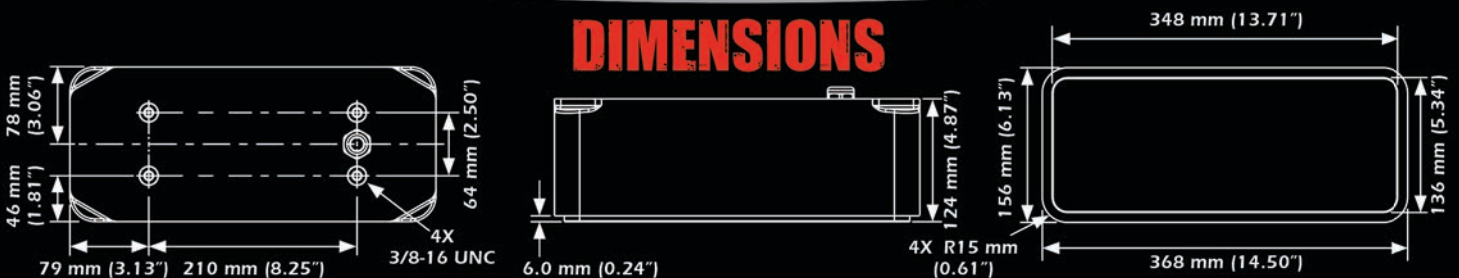 DIMENSIONS
78 mm
(3.06″)
46 mm
(1.81″)
64 mm (2.50″)
4X
3/8-16 UNC
79 mm (3.13″)
210 mm (8.25″)
124 mm (4.87″)
6.0 mm (0.24″)
348 mm (13.71″)
156 mm (6.13″)
136 mm (5.34″)
4X R15 mm
(0.61″)
368 mm (14.50″)